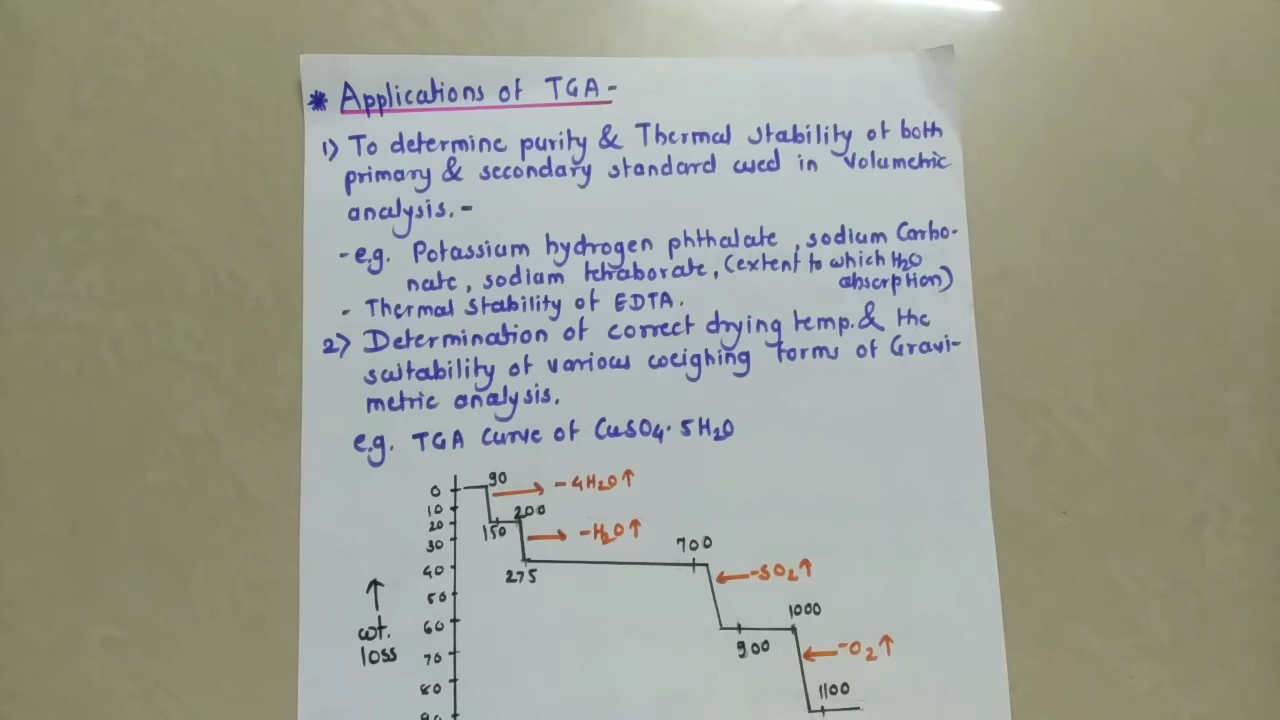 * Applications of TGA -
1) To determine purity & Thermal stability of both
primary & secondary standard used in volumetric
analysis. -
- e.g. Potassium hydrogen phthalate, sodium Carbo-
nate, sodium tetraborate, (extent to which H₂O
absorption)
- Thermal stability of EDTA.
2) Determination of correct drying temp. & the
suitability of various weighing forms of Gravi-
metric analysis.
e.g. TGA Curve of CuSO₄·5H₂O
0
10
20
30
40
50
60
70
80
90
↑
wt.
loss
90
→ -4H₂O↑
150
200
→ -H₂O↑
275
700
← -SO₂↑
900
1000
← -O₂↑
1100